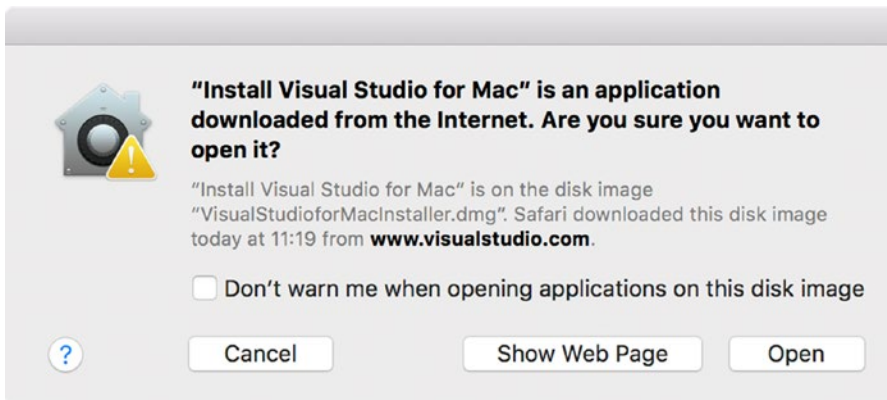 “Install Visual Studio for Mac” is an application
downloaded from the Internet. Are you sure you want to
open it?
“Install Visual Studio for Mac” is on the disk image
“VisualStudioforMacInstaller.dmg”. Safari downloaded this disk image
today at 11:19 from www.visualstudio.com.
Don’t warn me when opening applications on this disk image
?
Cancel
Show Web Page
Open